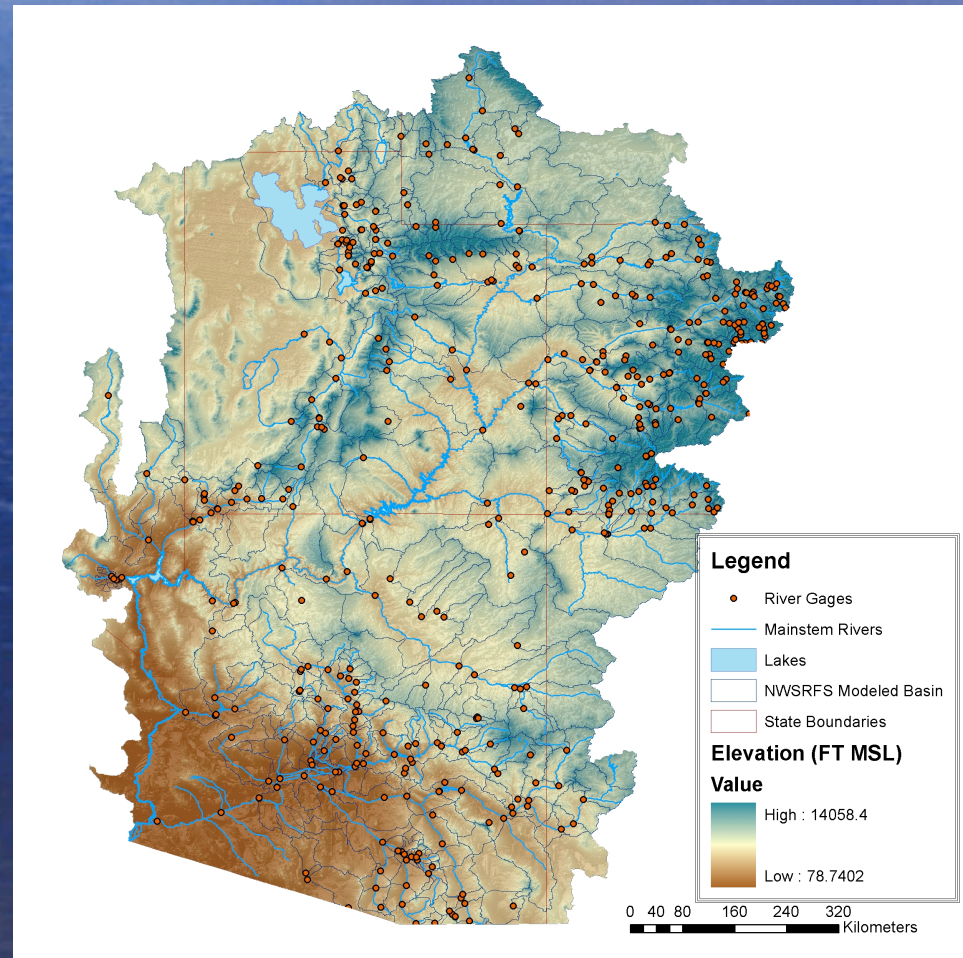 Legend
River Gages
Mainstem Rivers
Lakes
NWSRFS Modeled Basin
State Boundaries
Elevation (FT MSL)
Value
High : 14058.4
Low : 78.7402
0 40 80 160 240 320
Kilometers